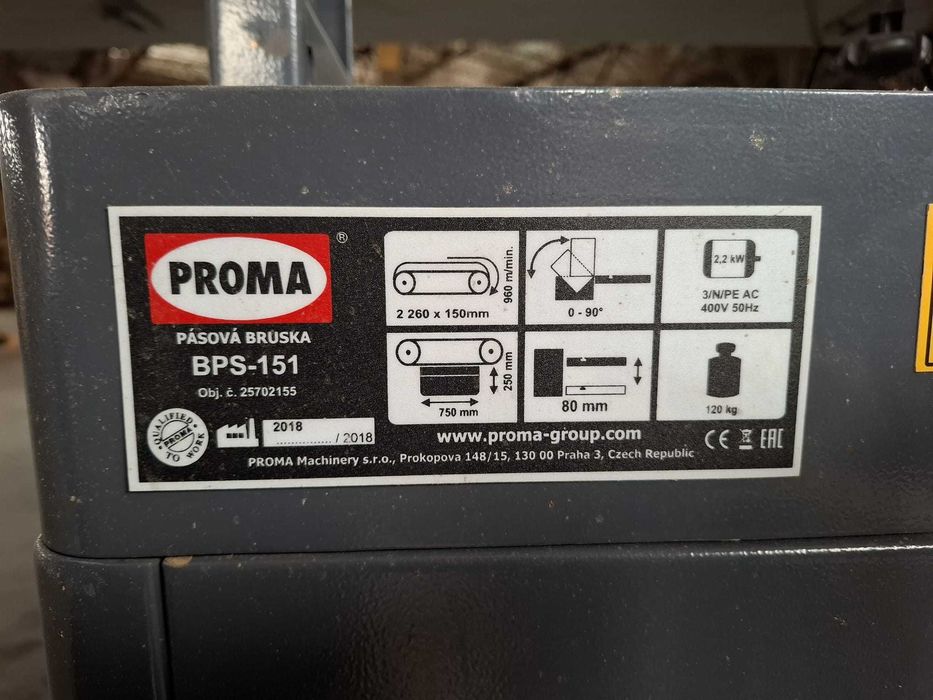 PROMA
®
PÁSOVÁ BRUSKA
BPS-151
Obj. č. 25702155
QUALIFIED
PROMA
TO WORK
2018
.............. / 2018
960 m/min.
2 260 x 150mm
0 - 90°
2,2 kW
3/N/PE AC
400V 50Hz
250 mm
750 mm
80 mm
120 kg
www.proma-group.com
CE EAC
PROMA Machinery s.r.o., Prokopova 148/15, 130 00 Praha 3, Czech Republic